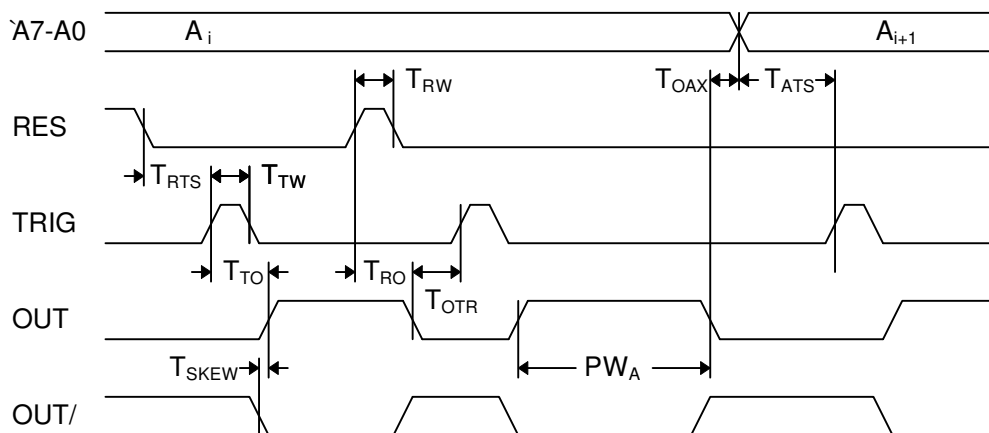 `A7-A0 A i A i+1
T RW T OAX T ATS
RES
T RTS T TW
TRIG
T TO T RO T OTR
OUT
T SKEW PW A
OUT/